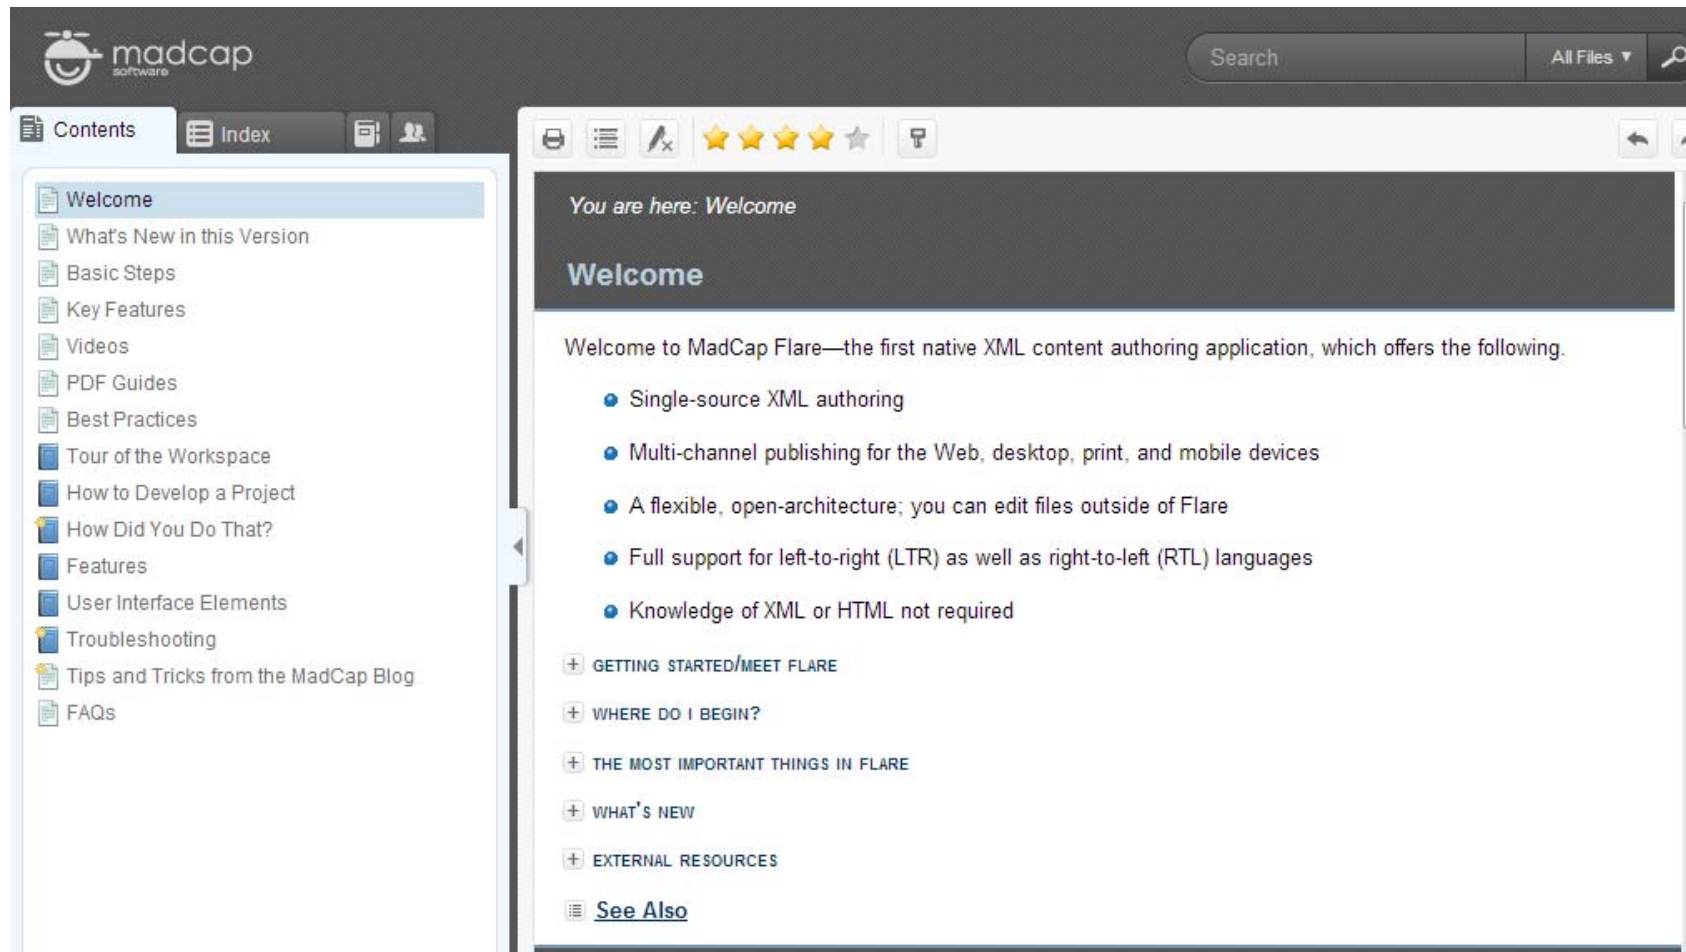 madcap
software
Search
All Files
Contents
Index
Welcome
What's New in this Version
Basic Steps
Key Features
Videos
PDF Guides
Best Practices
Tour of the Workspace
How to Develop a Project
How Did You Do That?
Features
User Interface Elements
Troubleshooting
Tips and Tricks from the MadCap Blog
FAQs
You are here: Welcome
Welcome
Welcome to MadCap Flare—the first native XML content authoring application, which offers the following.
Single-source XML authoring
Multi-channel publishing for the Web, desktop, print, and mobile devices
A flexible, open-architecture; you can edit files outside of Flare
Full support for left-to-right (LTR) as well as right-to-left (RTL) languages
Knowledge of XML or HTML not required
GETTING STARTED/MEET FLARE
WHERE DO I BEGIN?
THE MOST IMPORTANT THINGS IN FLARE
WHAT'S NEW
EXTERNAL RESOURCES
See Also